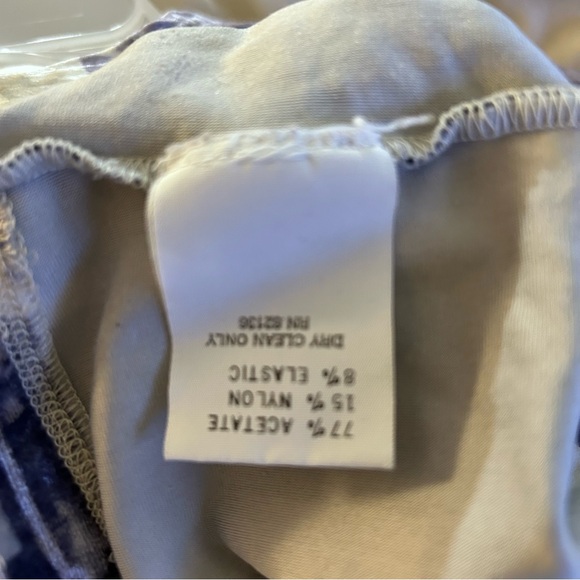 77% ACETATE
15% NYLON
8% ELASTIC
DRY CLEAN ONLY
RN 82136